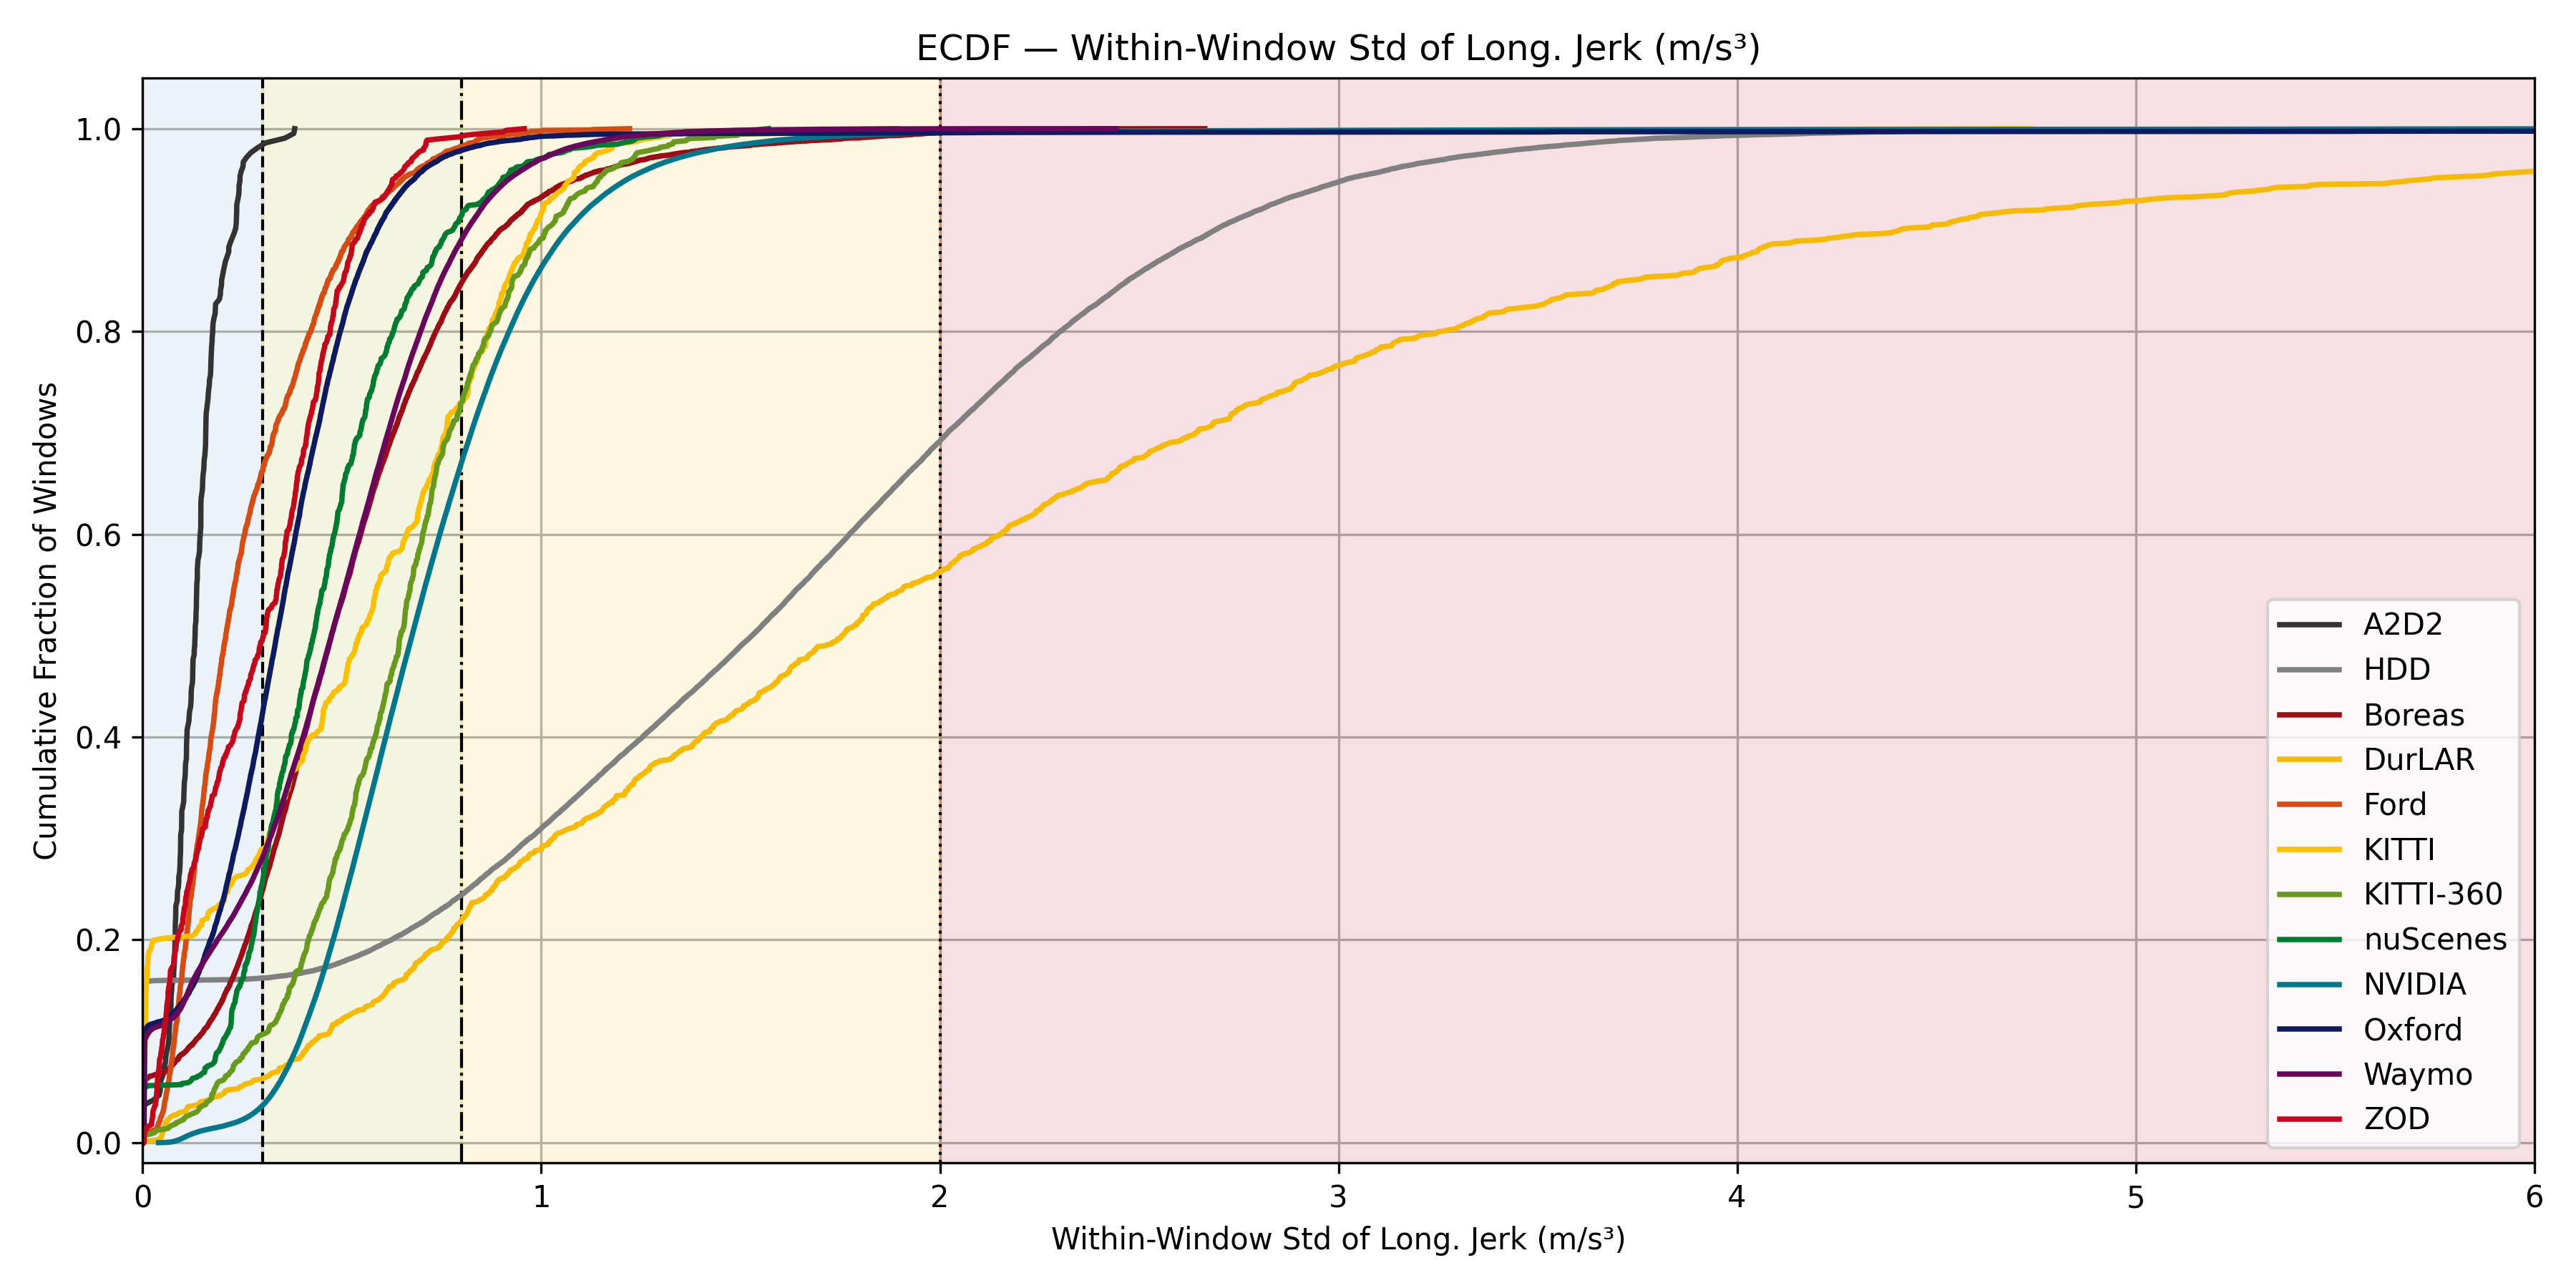 ECDF — Within-Window Std of Long. Jerk (m/s³)
Cumulative Fraction of Windows
1.0
0.8
0.6
0.4
0.2
0.0
0 1 2 3 4 5 6
Within-Window Std of Long. Jerk (m/s³)
A2D2
HDD
Boreas
DurLAR
Ford
KITTI
KITTI-360
nuScenes
NVIDIA
Oxford
Waymo
ZOD